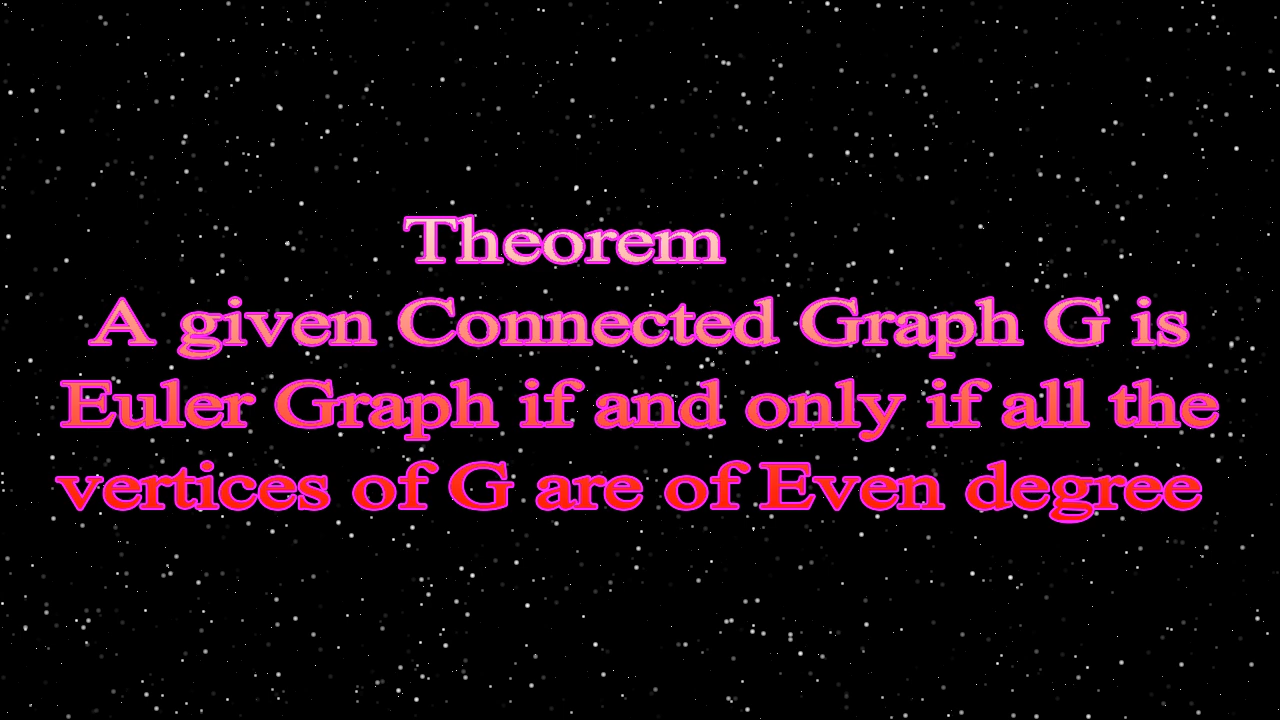 Theorem
A given Connected Graph G is
Euler Graph if and only if all the
vertices of G are of Even degree